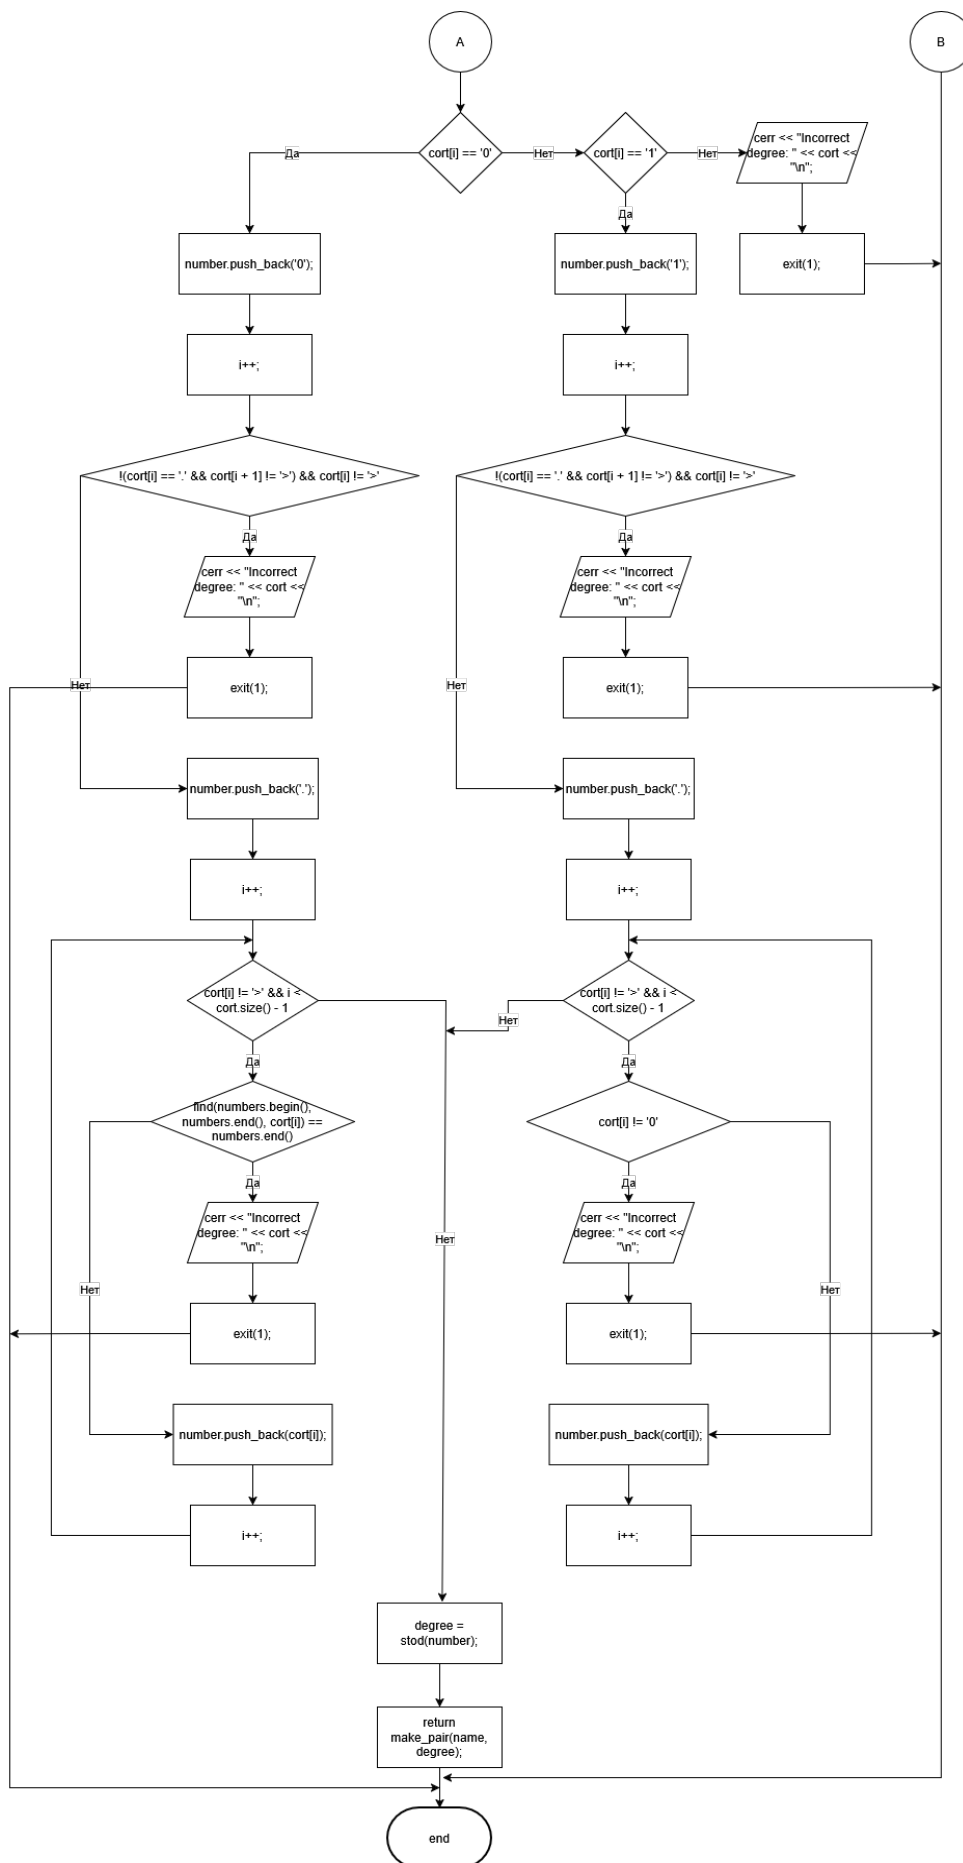 A
B
cort[i] == '0'
Да
Нет
cort[i] == '1'
Нет
Да
cerr << "Incorrect
degree: " << cort <<
"\n";
number.push_back('0');
number.push_back('1');
exit(1);
i++;
i++;
!(cort[i] == '.' && cort[i + 1] != '>') && cort[i] != '>'
!(cort[i] == '.' && cort[i + 1] != '>') && cort[i] != '>'
Да
Да
cerr << "Incorrect
degree: " << cort <<
"\n";
cerr << "Incorrect
degree: " << cort <<
"\n";
Нет
exit(1);
Нет
exit(1);
number.push_back('.');
number.push_back('.');
i++;
i++;
cort[i] != '>' && i <
cort.size() - 1
cort[i] != '>' && i <
cort.size() - 1
Нет
Да
Да
find(numbers.begin(),
numbers.end(), cort[i]) ==
numbers.end()
cort[i] != '0'
Да
Да
cerr << "Incorrect
degree: " << cort <<
"\n";
Нет
cerr << "Incorrect
degree: " << cort <<
"\n";
Нет
Нет
exit(1);
exit(1);
number.push_back(cort[i]);
number.push_back(cort[i]);
i++;
i++;
degree =
stod(number);
return
make_pair(name,
degree);
end